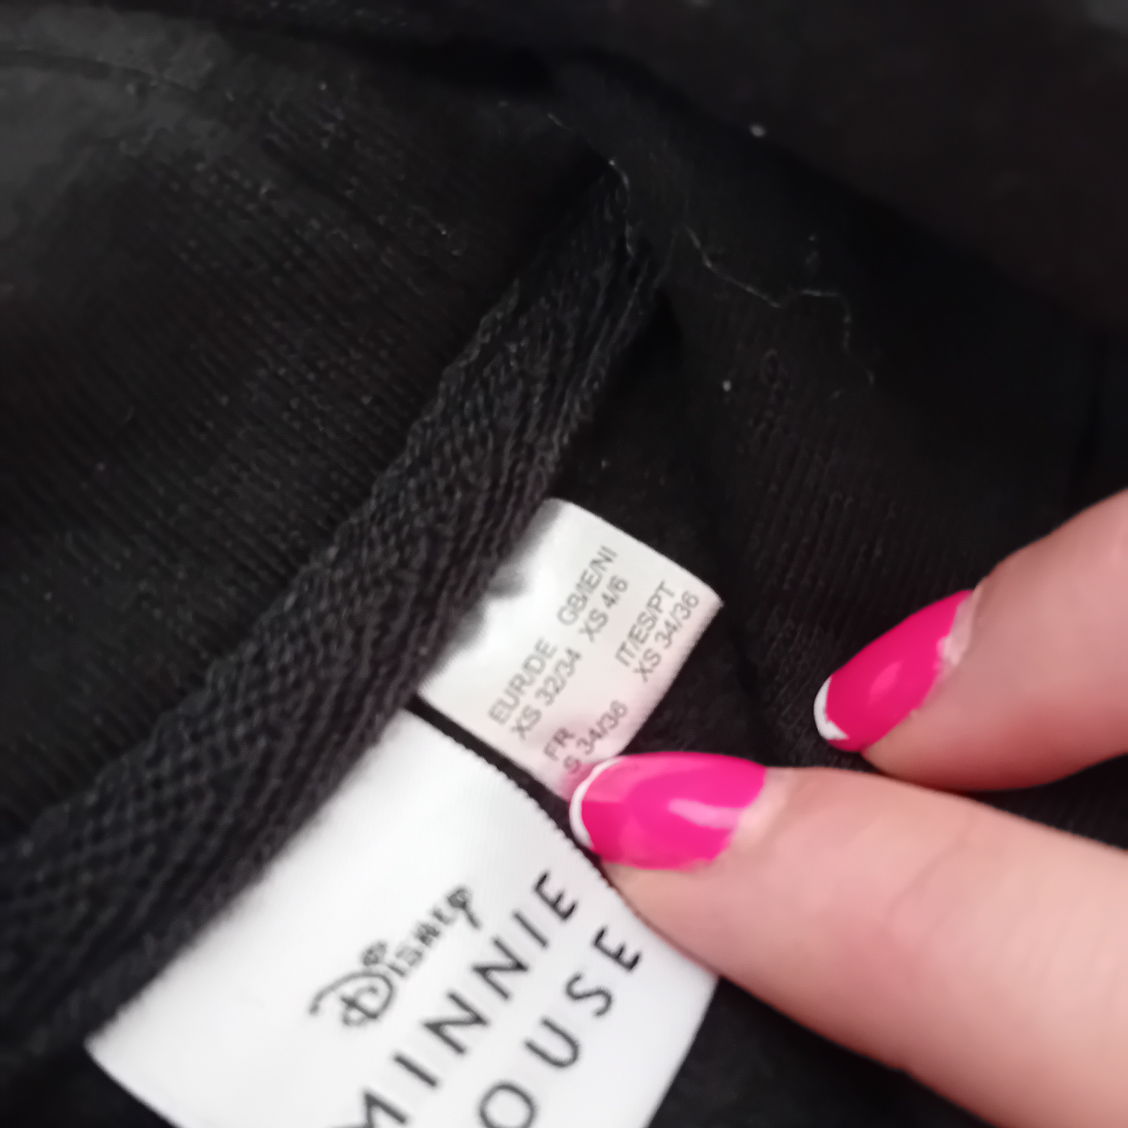 EUR/DE GB/IE/NI
XS 32/34 XS 4/6
FR IT/ES/PT
S 34/36 XS 34/36
Disney
MINNIE
OUSE